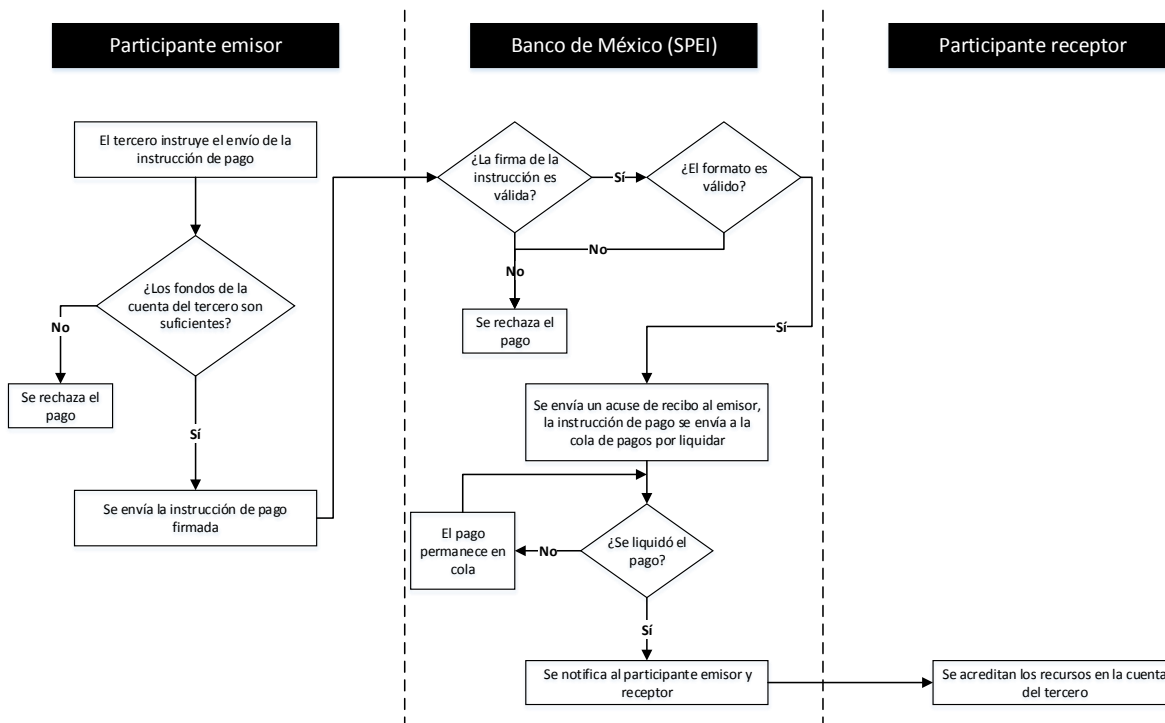 Participante emisor
Banco de México (SPEI)
Participante receptor
El tercero instruye el envío de la
instrucción de pago
¿Los fondos de la
cuenta del tercero son
suficientes?
No
Se rechaza el
pago
Sí
Se envía la instrucción de pago
firmada
¿La firma de la
instrucción es
válida?
Sí
¿El formato es
válido?
No
No
Se rechaza el
pago
Sí
Se envía un acuse de recibo al emisor,
la instrucción de pago se envía a la
cola de pagos por liquidar
El pago
permanece en
cola
No
¿Se liquidó el
pago?
Sí
Se notifica al participante emisor y
receptor
Se acreditan los recursos en la cuenta
del tercero